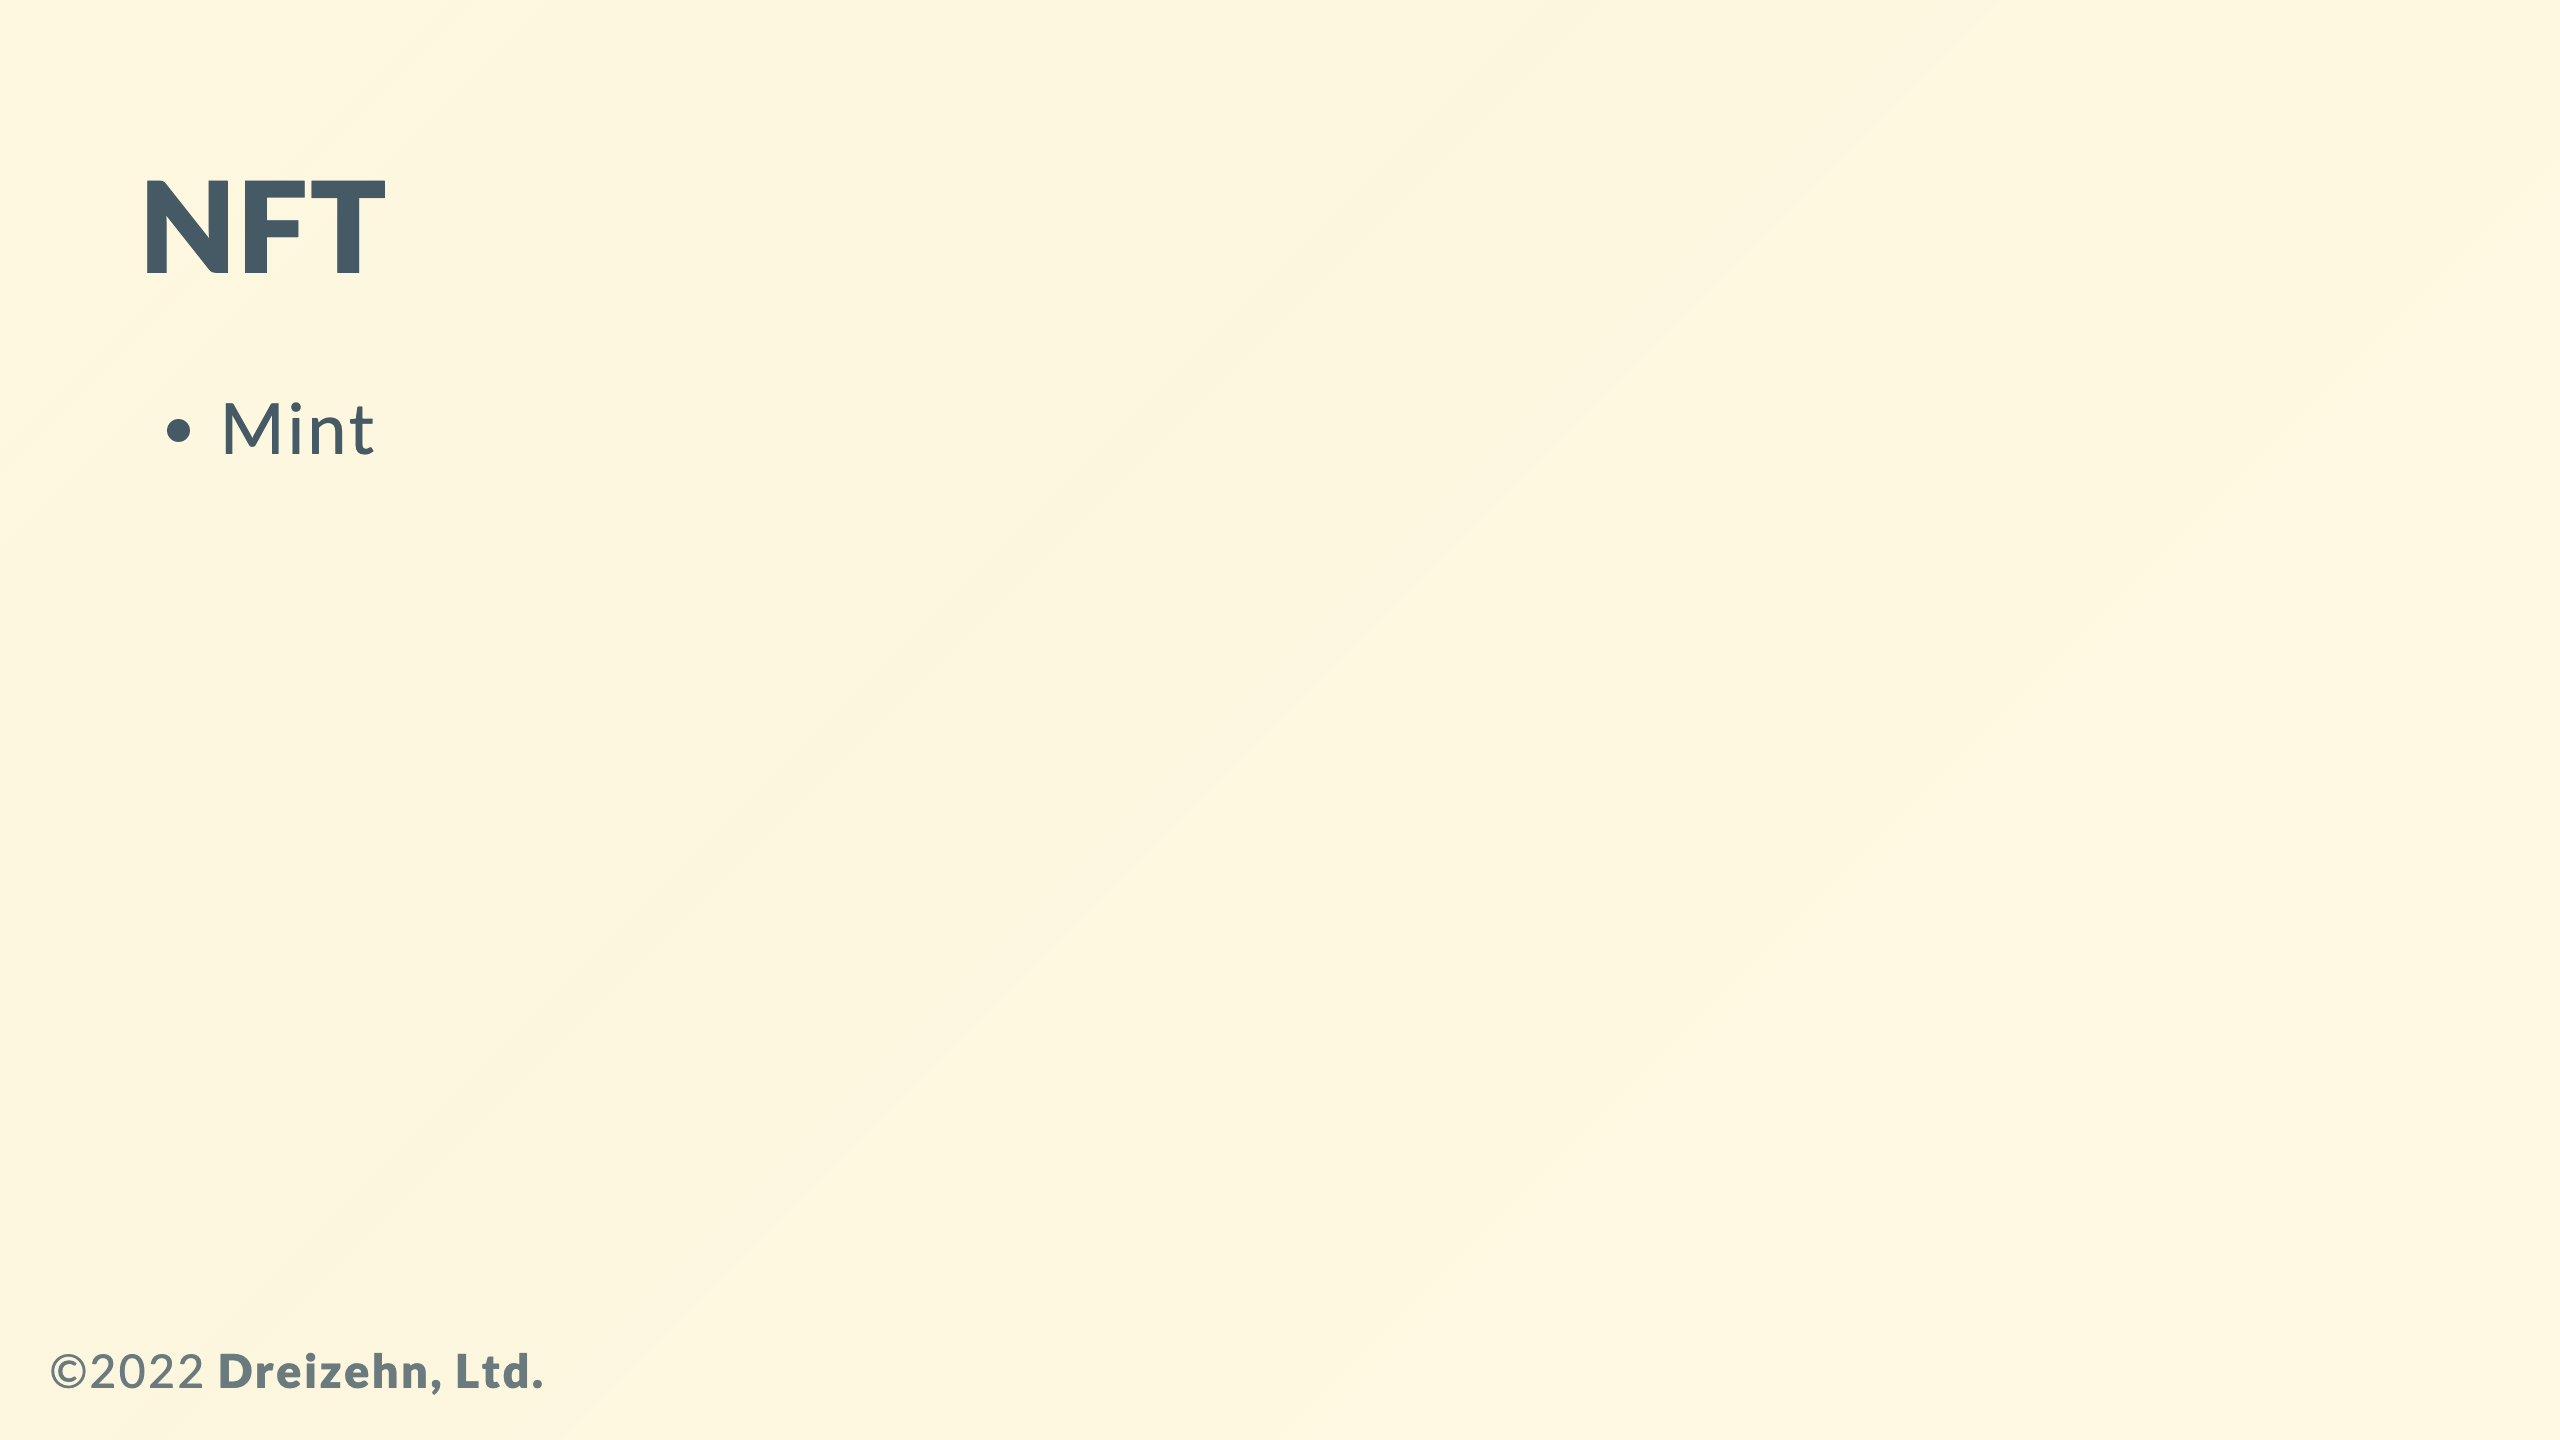 NFT
• Mint
©2022 Dreizehn, Ltd.